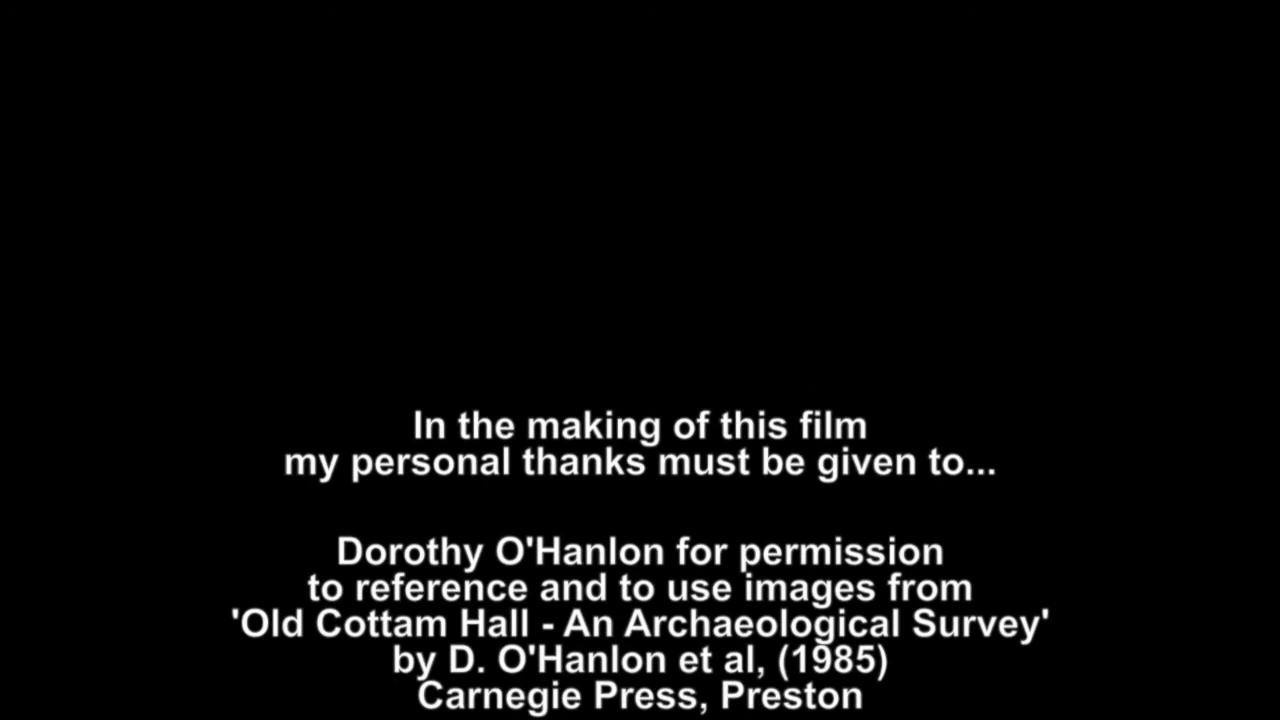 In the making of this film
my personal thanks must be given to...
Dorothy O'Hanlon for permission
to reference and to use images from
'Old Cottam Hall - An Archaeological Survey'
by D. O'Hanlon et al, (1985)
Carnegie Press, Preston